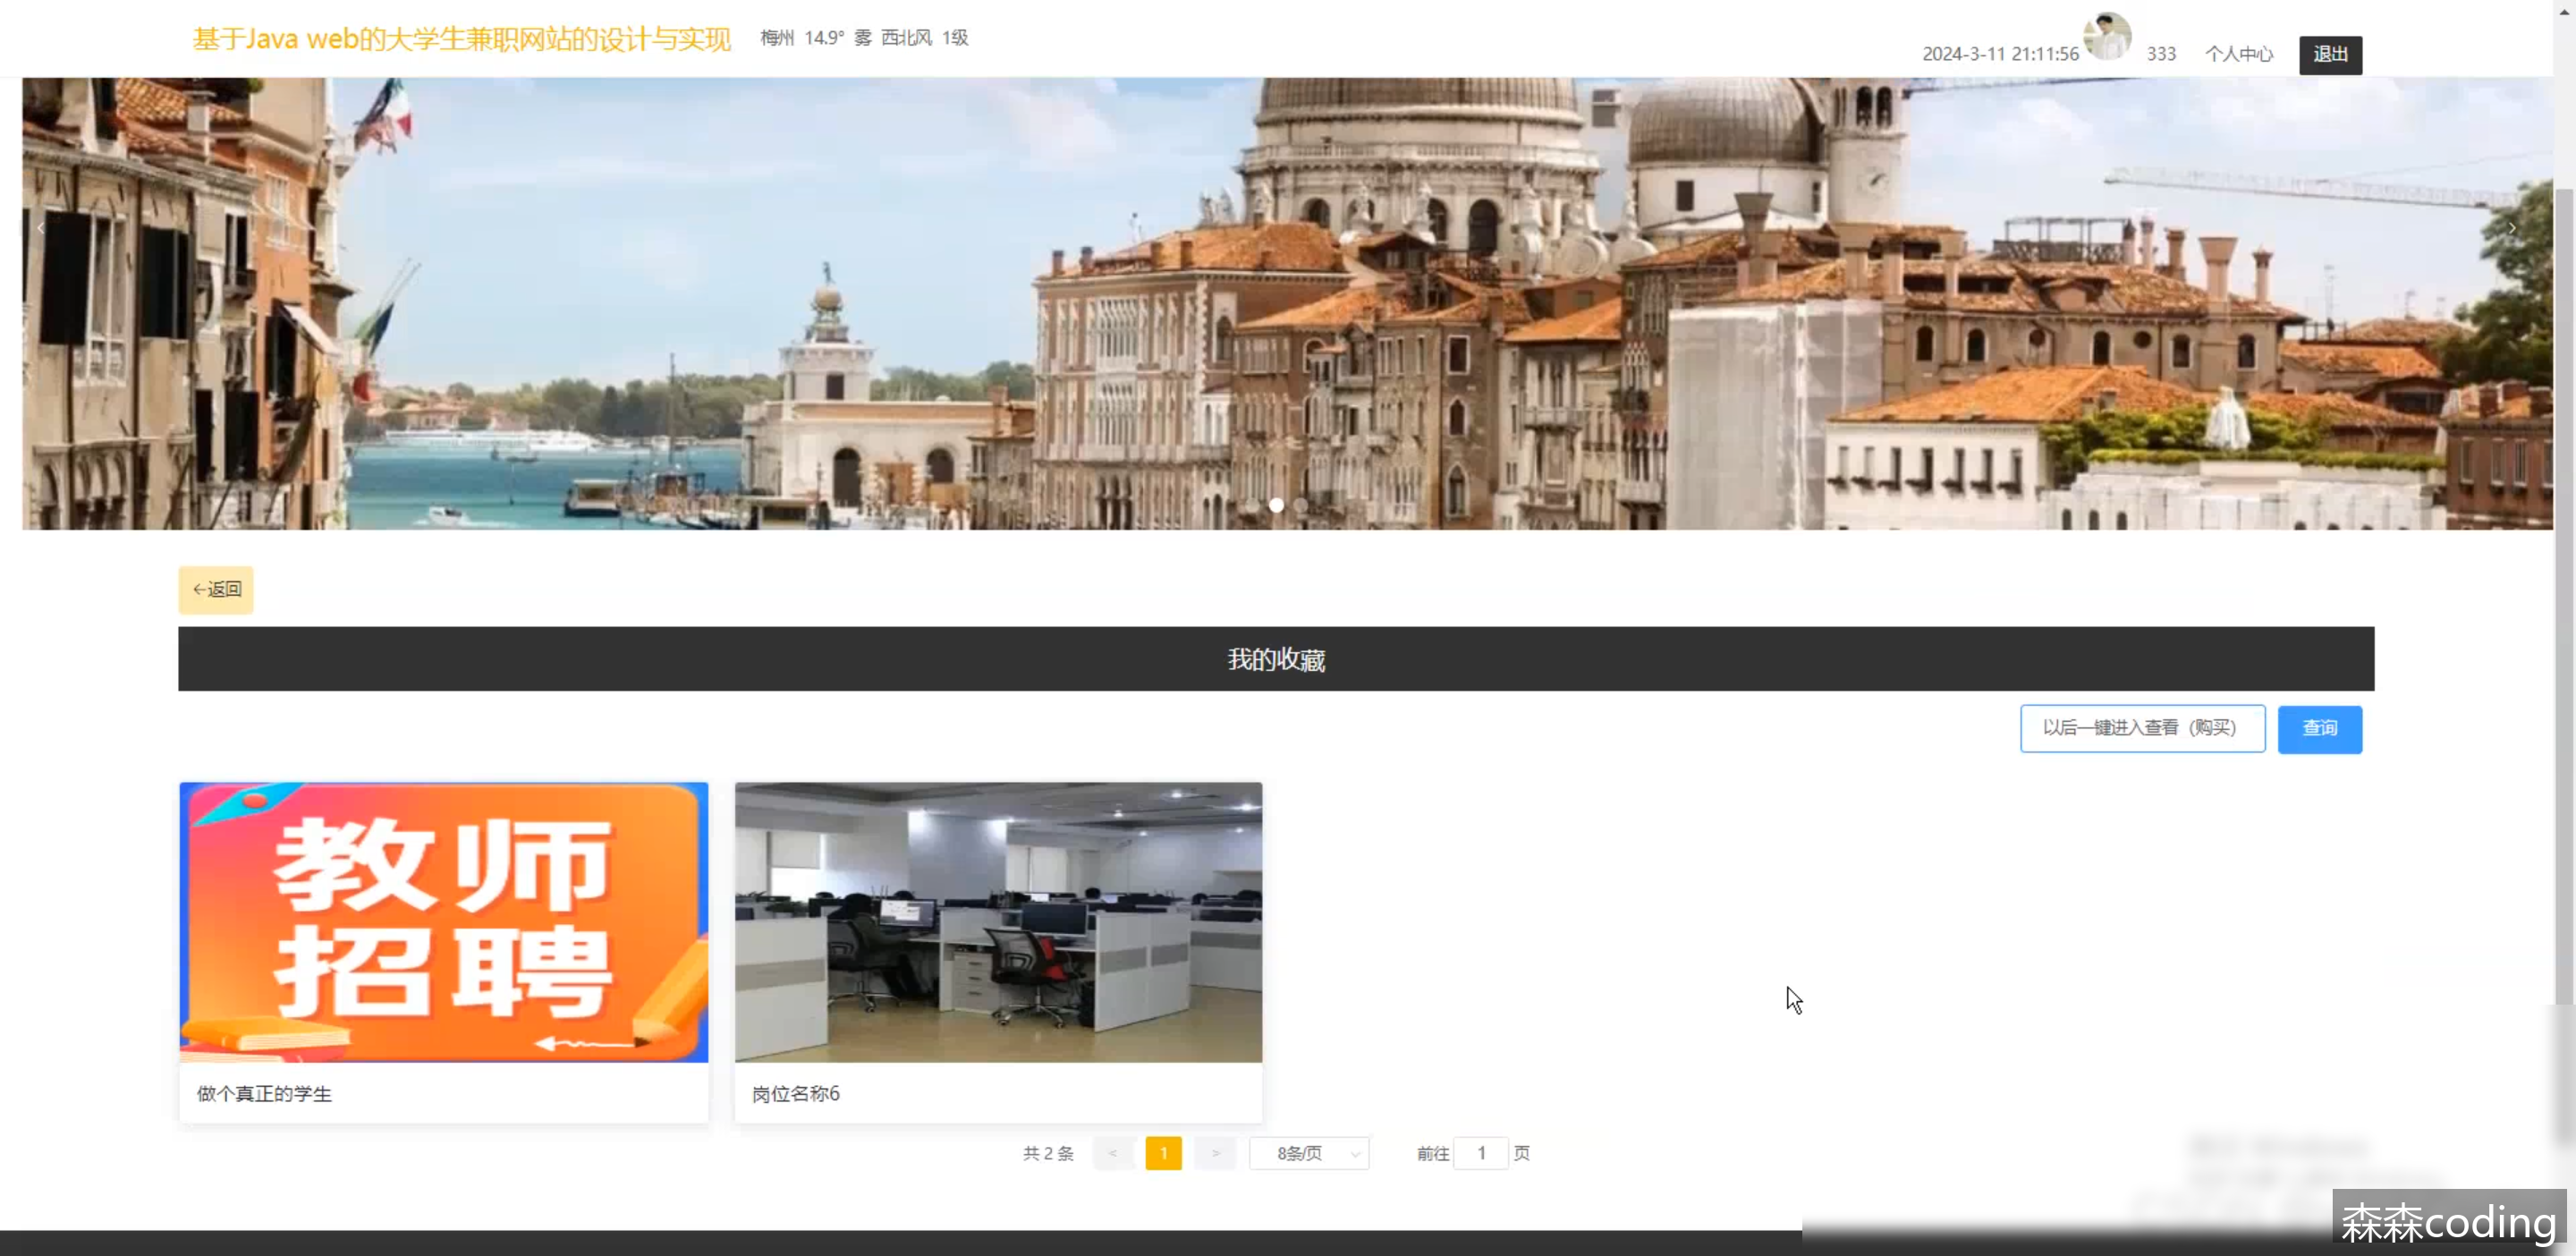 基于Java web的大学生兼职网站的设计与实现 梅州 14.9° 雾 西北风 1级
2024-3-11 21:11:56 333 个人中心 退出
←返回
我的收藏
以后一键进入查看（购买） 查询
教师
招聘
做个真正的学生 岗位名称6
共 2 条 < 1 > 8条/页 前往 1 页
森森coding